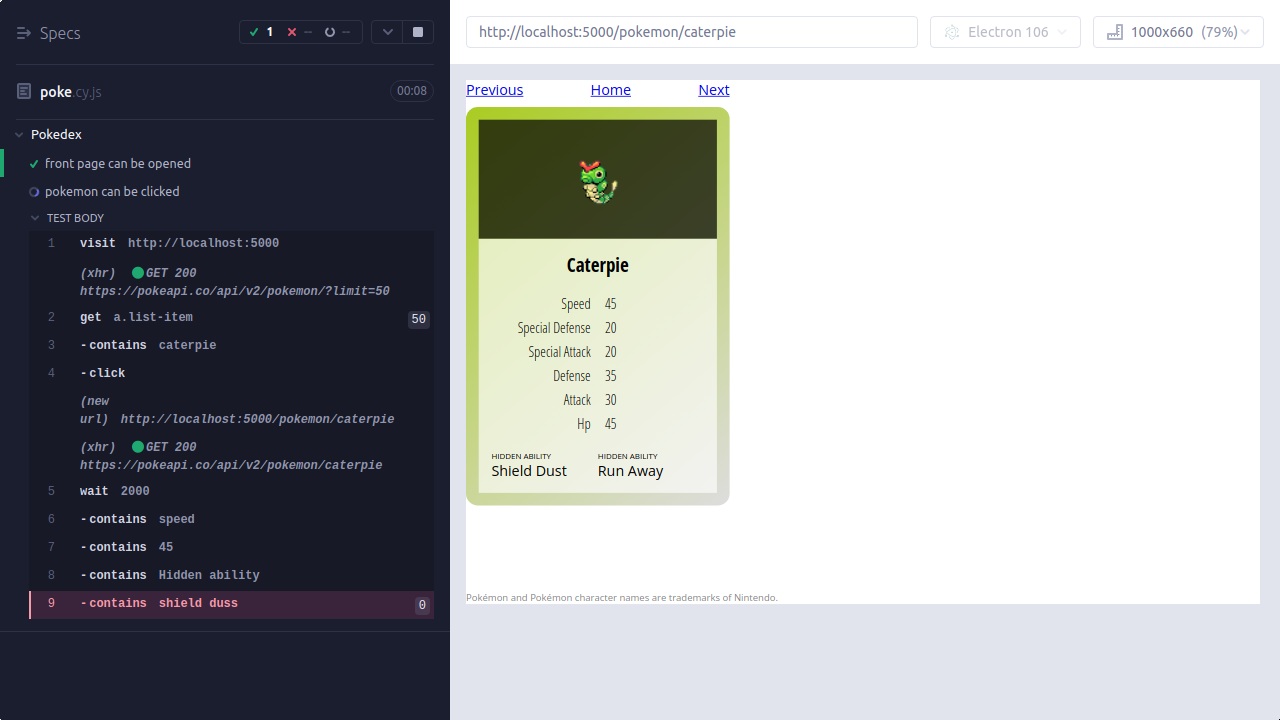 Specs
1
--
--
poke.cy.js
00:08
Pokedex
front page can be opened
pokemon can be clicked
TEST BODY
1 visit http://localhost:5000
(xhr) GET 200
https://pokeapi.co/api/v2/pokemon/?limit=50
2 get a.list-item 50
3 -contains caterpie
4 -click
(new
url) http://localhost:5000/pokemon/caterpie
(xhr) GET 200
https://pokeapi.co/api/v2/pokemon/caterpie
5 wait 2000
6 -contains speed
7 -contains 45
8 -contains Hidden ability
9 -contains shield duss 0
http://localhost:5000/pokemon/caterpie
Electron 106
1000x660 (79%)
Previous Home Next
Caterpie
Speed 45
Special Defense 20
Special Attack 20
Defense 35
Attack 30
Hp 45
HIDDEN ABILITY HIDDEN ABILITY
Shield Dust Run Away
Pokémon and Pokémon character names are trademarks of Nintendo.